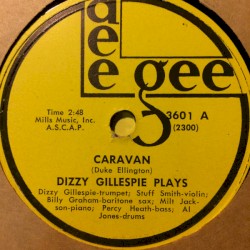 dee gee
Time 2:48
Mills Music, Inc.
A.S.C.A.P.
3601 A
(2300)
CARAVAN
(Duke Ellington)
DIZZY GILLESPIE PLAYS
Dizzy Gillespie-trumpet; Stuff Smith-violin;
Billy Graham-baritone sax; Milt Jack-
son-piano; Percy Heath-bass; Al
Jones-drums